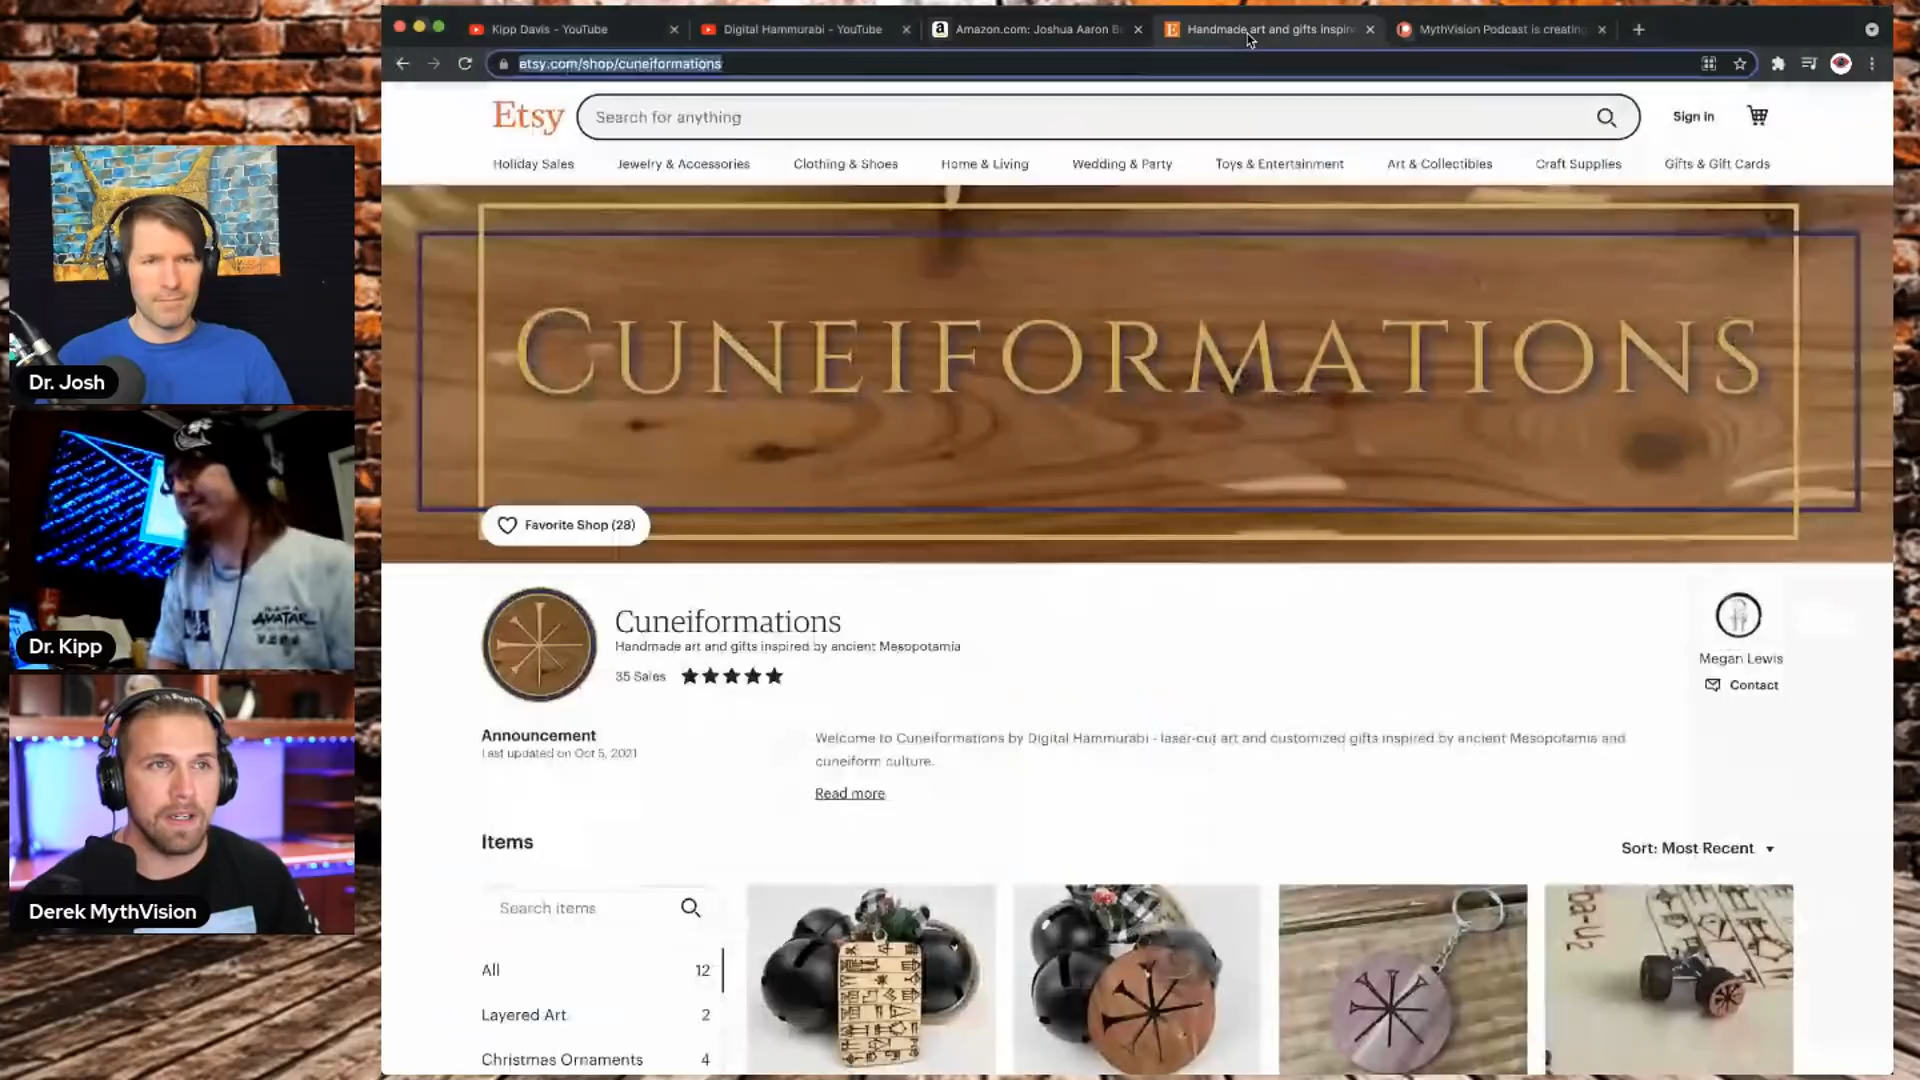 Kipp Davis - YouTube
Digital Hammurabi - YouTube
Amazon.com: Joshua Aaron B
Handmade art and gifts inspir
MythVision Podcast is creating
etsy.com/shop/cuneiformations
Etsy
Search for anything
Sign in
Holiday Sales
Jewelry & Accessories
Clothing & Shoes
Home & Living
Wedding & Party
Toys & Entertainment
Art & Collectibles
Craft Supplies
Gifts & Gift Cards
CUNEIFORMATIONS
Favorite Shop (28)
Cuneiformations
Handmade art and gifts inspired by ancient Mesopotamia
35 Sales
Megan Lewis
Contact
Announcement
Last updated on Oct 5, 2021
Welcome to Cuneiformations by Digital Hammurabi - laser-cut art and customized gifts inspired by ancient Mesopotamia and
cuneiform culture.
Read more
Items
Sort: Most Recent
Search items
All 12
Layered Art 2
Christmas Ornaments 4
Dr. Josh
AVATAR
Dr. Kipp
Derek MythVision